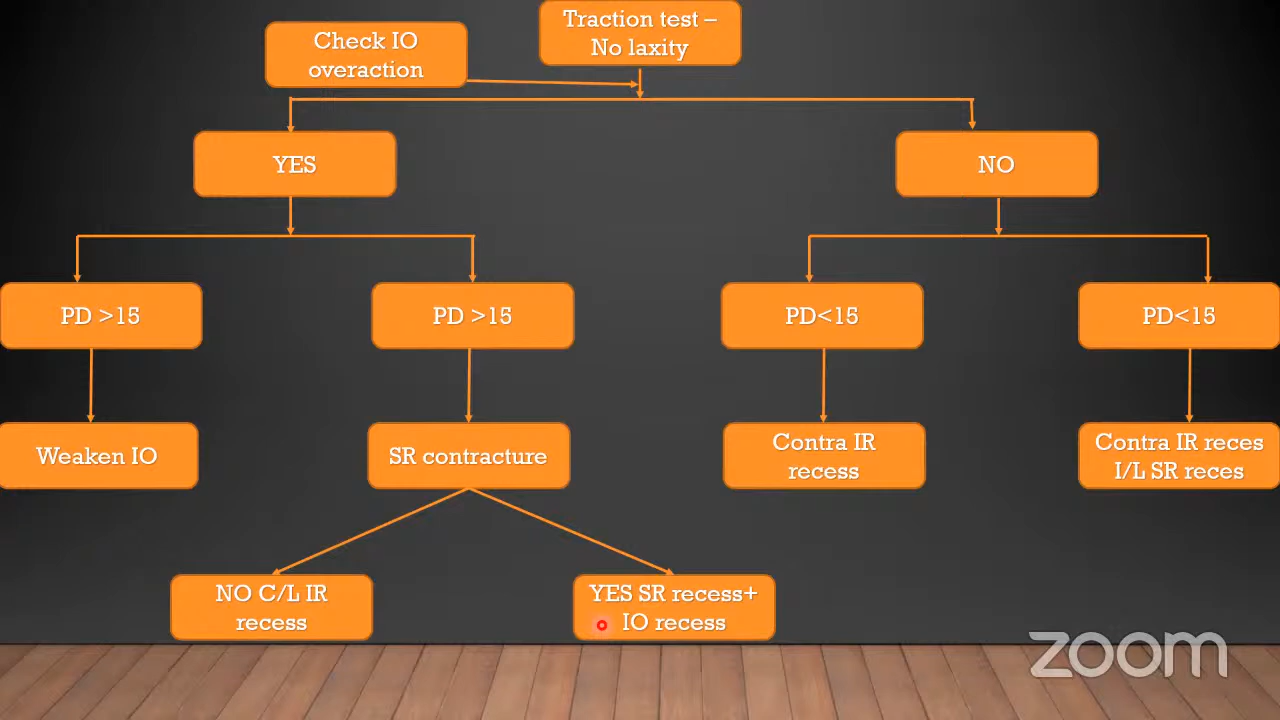 Traction test –
No laxity
Check IO
overaction
YES
NO
PD >15
PD >15
PD<15
PD<15
Weaken IO
SR contracture
Contra IR
recess
Contra IR reces
I/L SR reces
NO C/L IR
recess
YES SR recess+
IO recess
zoom